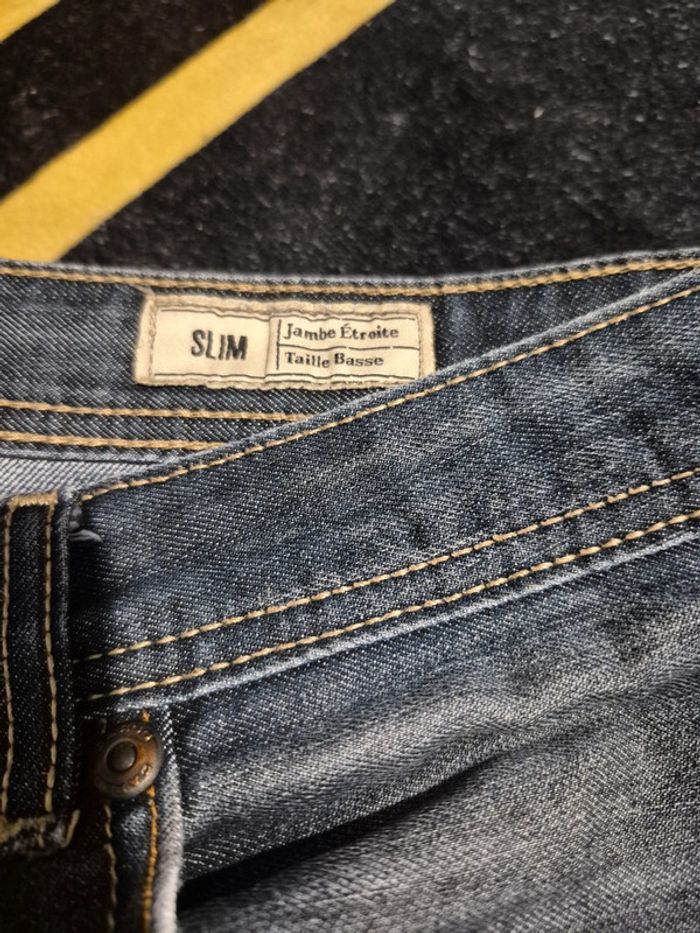 SLIM
Jambe Étroite
Taille Basse